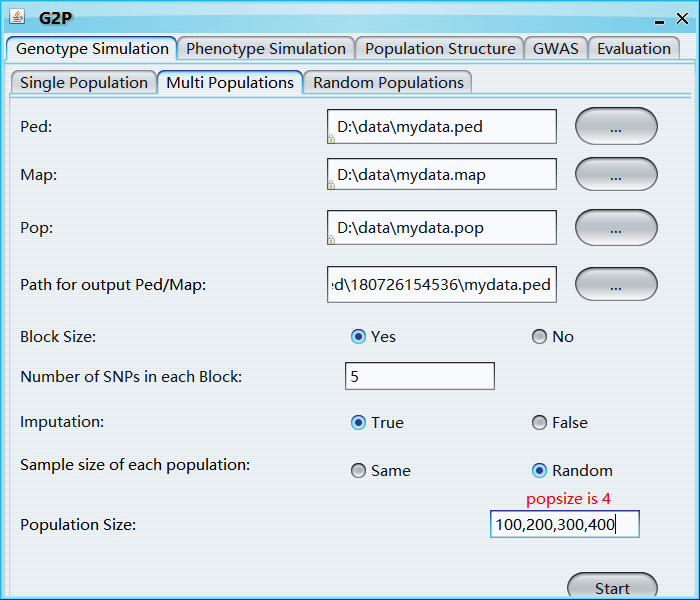 G2P
Genotype Simulation Phenotype Simulation Population Structure GWAS Evaluation
Single Population Multi Populations Random Populations
Ped: D:\data\mydata.ped ...
Map: D:\data\mydata.map ...
Pop: D:\data\mydata.pop ...
Path for output Ped/Map: d\180726154536\mydata.ped ...
Block Size: Yes No
Number of SNPs in each Block: 5
Imputation: True False
Sample size of each population: Same Random
popsize is 4
Population Size: 100,200,300,400
Start